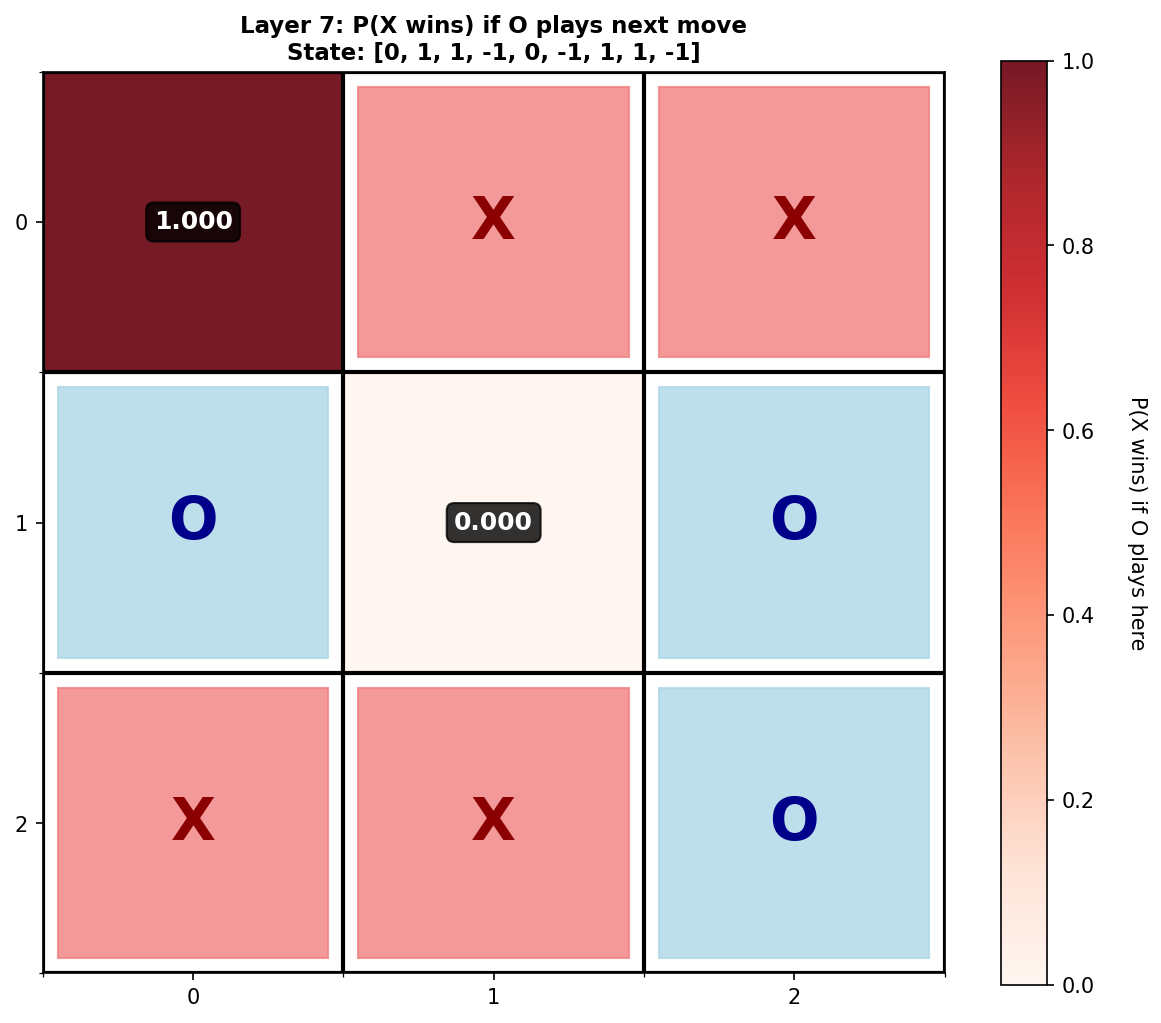 Layer 7: P(X wins) if O plays next move
State: [0, 1, 1, -1, 0, -1, 1, 1, -1]
1.000 X X
O 0.000 O
X X O
0
1
2
0 1 2
1.0
0.8
0.6
0.4
0.2
0.0
P(X wins) if O plays here